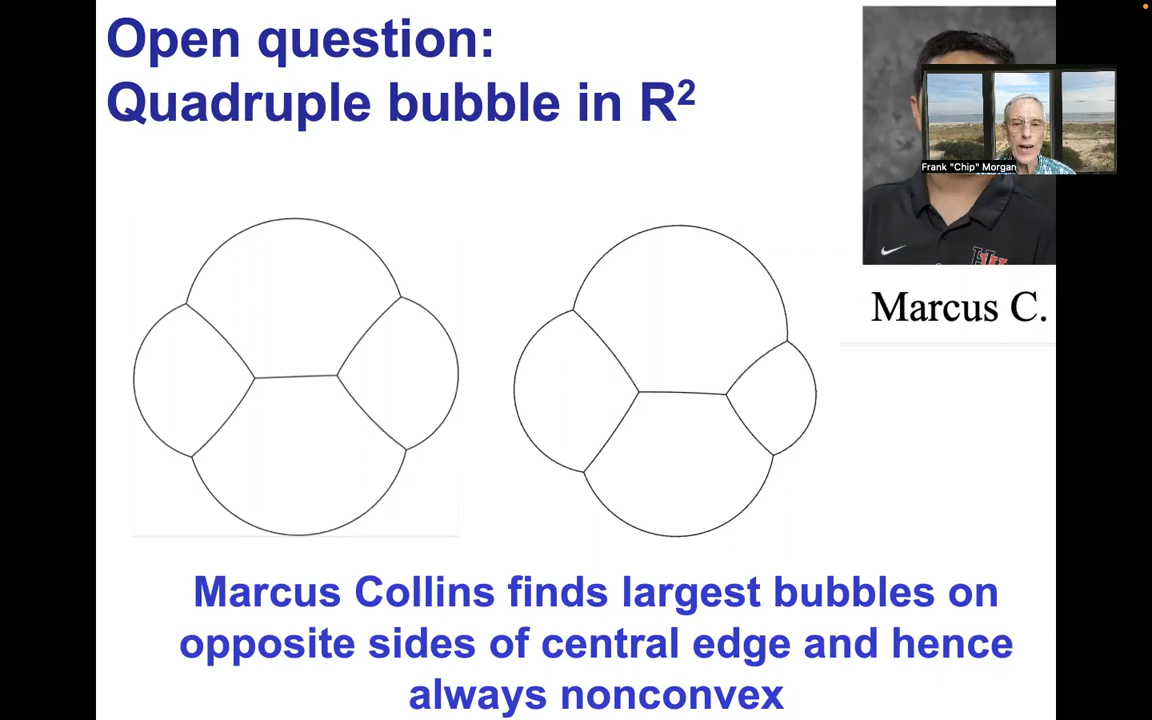 Open question:
Quadruple bubble in R²
Frank "Chip" Morgan
Marcus C.
Marcus Collins finds largest bubbles on
opposite sides of central edge and hence
always nonconvex